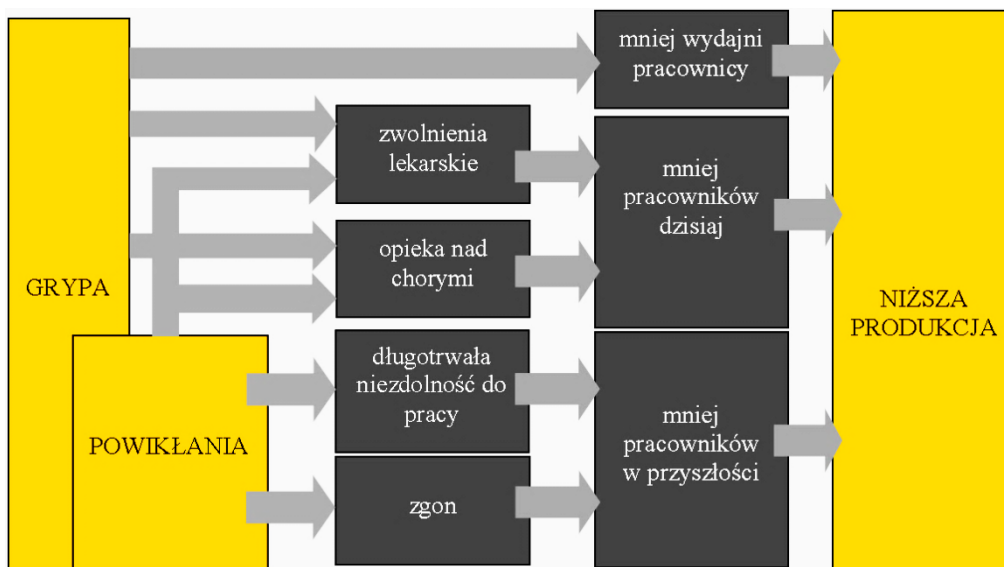 GRYPA
POWIKŁANIA
zwolnienia
lekarskie
opieka nad
chorymi
długotrwała
niezdolność do
pracy
zgon
mniej wydajni
pracownicy
mniej
pracowników
dzisiaj
mniej
pracowników
w przyszłości
NIŻSZA
PRODUKCJA